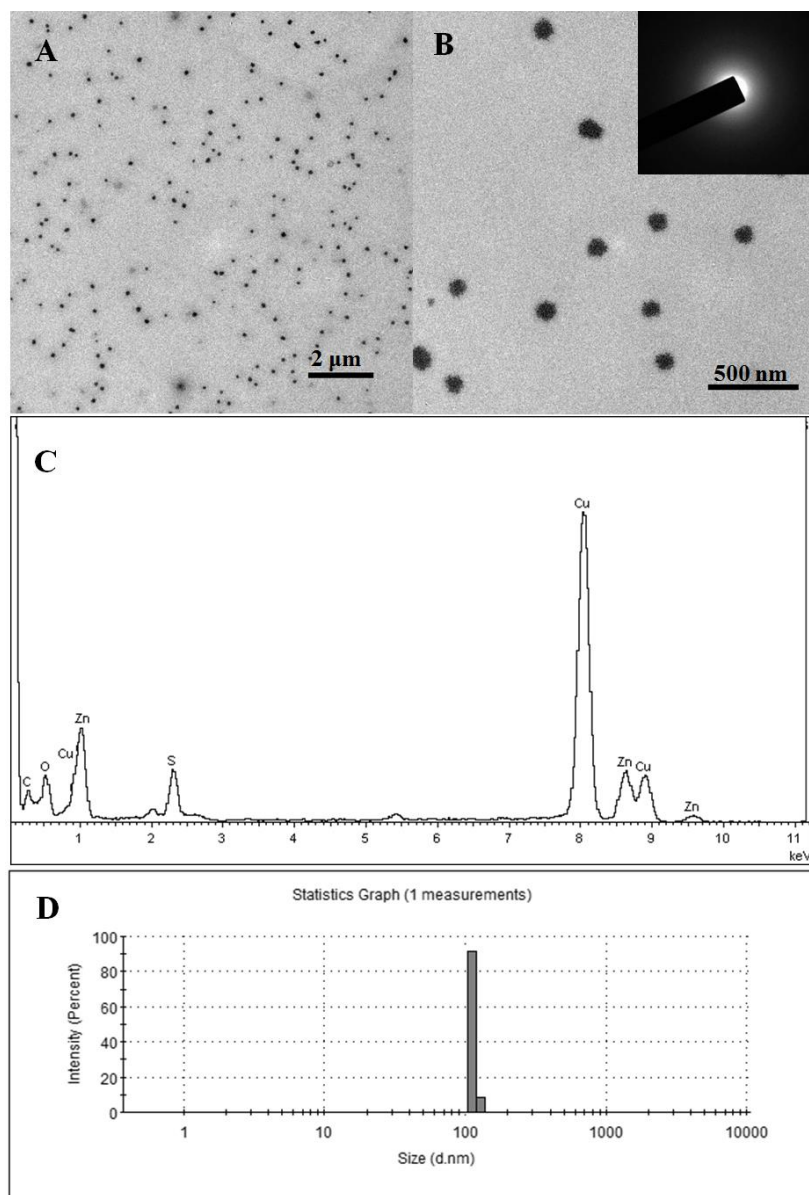 A
B
2 µm
500 nm
C
Cu
Zn
Cu
O
C
S
Zn
Cu
Zn
1 2 3 4 5 6 7 8 9 10 11
keV
D
Statistics Graph (1 measurements)
100
80
60
40
20
0
Intensity (Percent)
1 10 100 1000 10000
Size (d.nm)